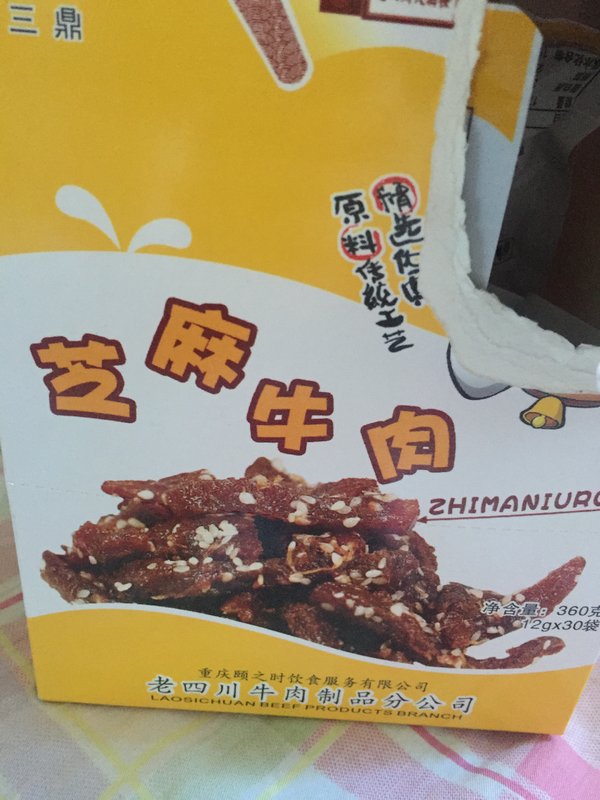 三鼎
精选优质
原料传统工艺
芝麻牛肉
ZHIMANIURO
净含量：360克
12gx30袋
重庆颐之时饮食服务有限公司
老四川牛肉制品分公司
LAOSICHUAN BEEF PRODUCTS BRANCH